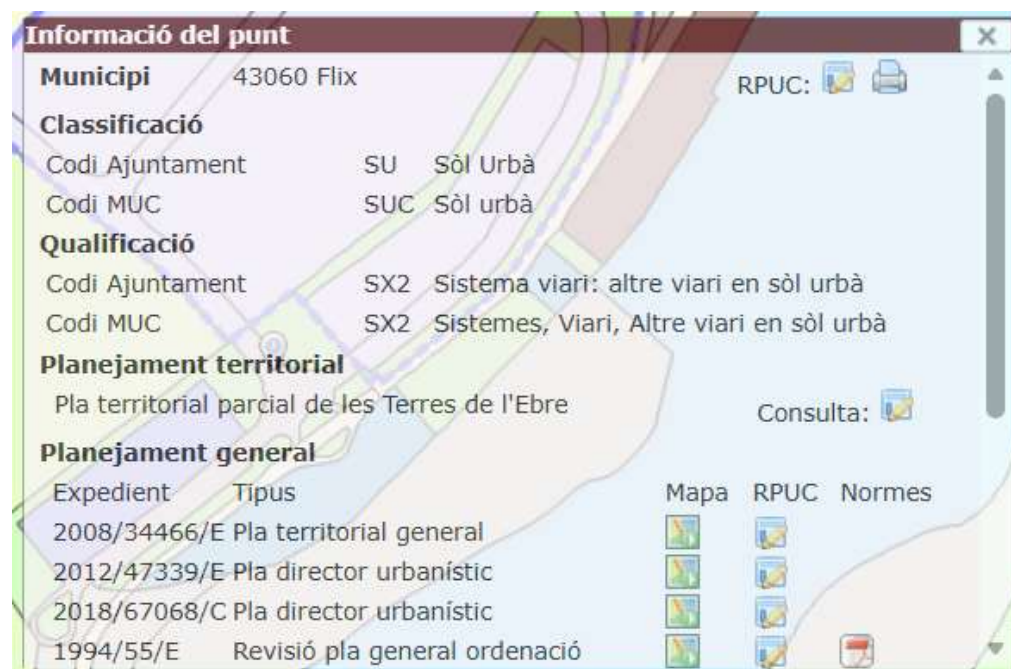 Informació del punt
Municipi 43060 Flix RPUC:
Classificació
Codi Ajuntament SU Sòl Urbà
Codi MUC SUC Sòl urbà
Qualificació
Codi Ajuntament SX2 Sistema viari: altre viari en sòl urbà
Codi MUC SX2 Sistemes, Viari, Altre viari en sòl urbà
Planejament territorial
Pla territorial parcial de les Terres de l'Ebre Consulta:
Planejament general
Expedient Tipus Mapa RPUC Normes
2008/34466/E Pla territorial general
2012/47339/E Pla director urbanístic
2018/67068/C Pla director urbanístic
1994/55/E Revisió pla general ordenació